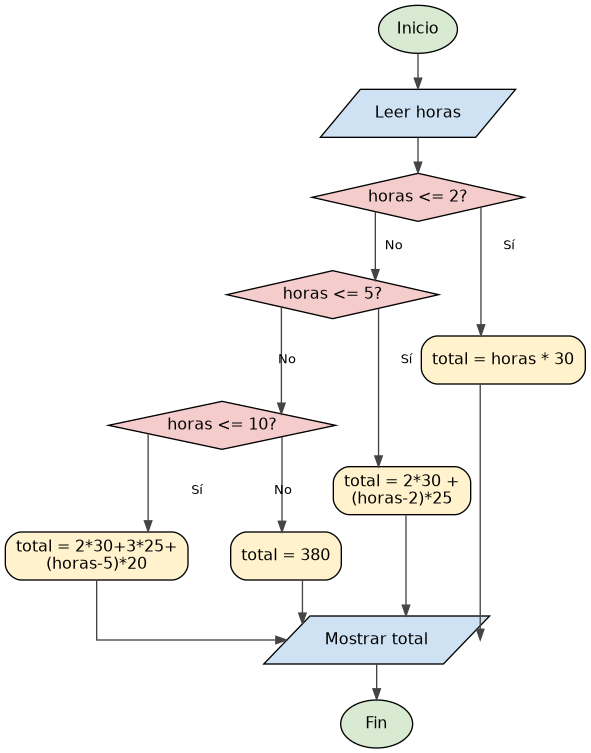 Inicio
Leer horas
horas <= 2?
No
Sí
horas <= 5?
total = horas * 30
No
Sí
horas <= 10?
total = 2*30 +
(horas-2)*25
Sí
No
total = 2*30+3*25+
(horas-5)*20
total = 380
Mostrar total
Fin